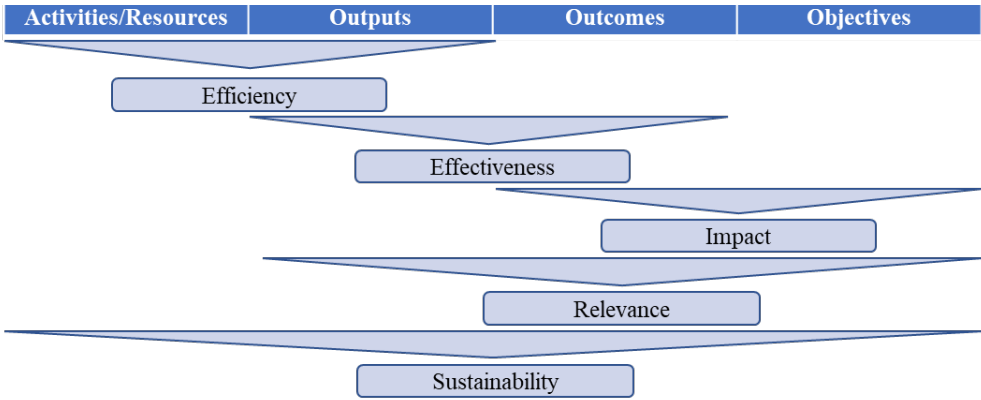 Activities/Resources Outputs Outcomes Objectives
Efficiency
Effectiveness
Impact
Relevance
Sustainability